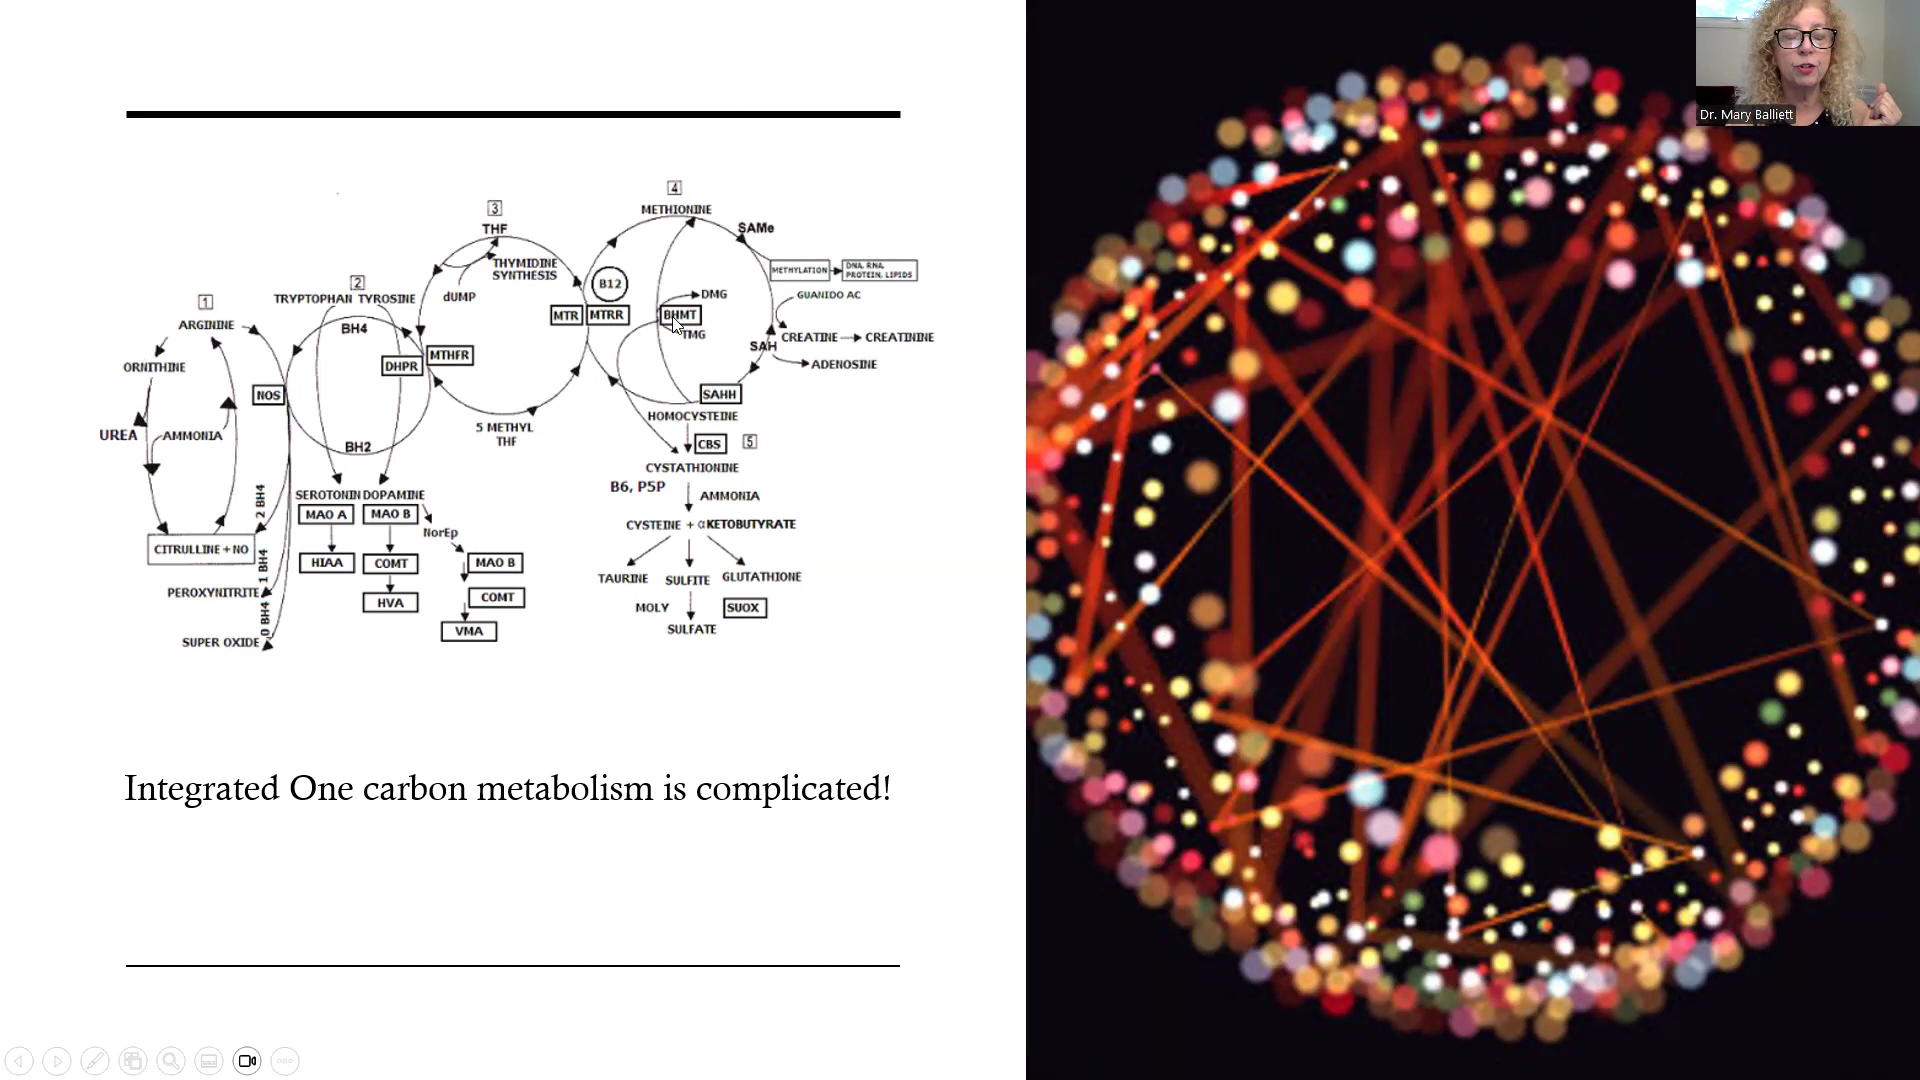 Dr. Mary Balliett
4
METHIONINE
3
THF
SAMe
THYMIDINE
SYNTHESIS
METHYLATION
DNA, RNA,
PROTEIN, LIPIDS
B12
2
TRYPTOPHAN TYROSINE
dUMP
DMG
GUANIDO AC
1
ARGININE
BH4
MTR
MTRR
BHMT
TMG
CREATINE
CREATININE
SAH
MTHFR
DHPR
ADENOSINE
ORNITHINE
NOS
SAHH
HOMOCYSTEINE
5 METHYL
THF
UREA
AMMONIA
BH2
CBS
5
CYSTATHIONINE
B6, P5P
AMMONIA
SEROTONIN
DOPAMINE
2 BH4
MAO A
MAO B
NorEp
CYSTEINE + αKETOBUTYRATE
CITRULLINE + NO
1 BH4
HIAA
COMT
MAO B
TAURINE
SULFITE
GLUTATHIONE
PEROXYNITRITE
HVA
COMT
MOLY
SUOX
0 BH4
VMA
SULFATE
SUPER OXIDE
Integrated One carbon metabolism is complicated!